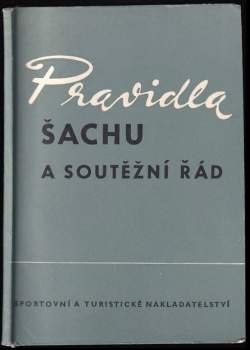 Pravidla
ŠACHU
A SOUTĚŽNÍ ŘÁD
SPORTOVNÍ A TURISTICKÉ NAKLADATELSTVÍ